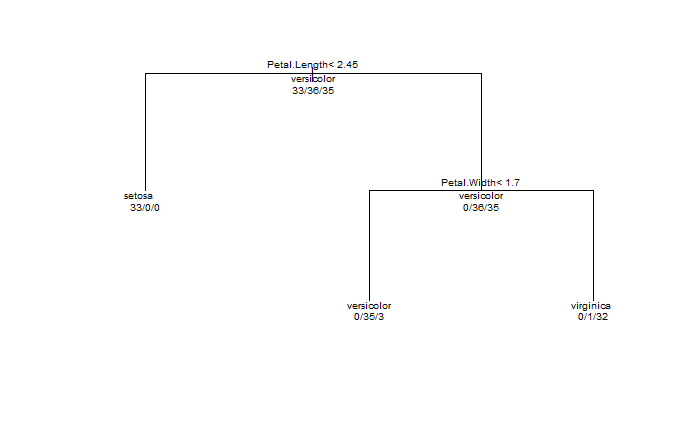 Petal.Length< 2.45
versicolor
33/36/35
Petal.Width< 1.7
setosa
33/0/0
versicolor
0/36/35
versicolor
0/35/3
virginica
0/1/32